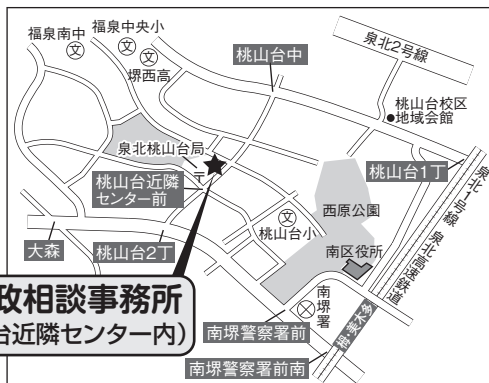 福泉南中
福泉中央小
堺西高
桃山台中
泉北2号線
桃山台校区
地域会館
泉北桃山台局
桃山台近隣
センター前
桃山台1丁
泉北1号線
泉北高速鉄道
西原公園
桃山台小
南区役所
大森
桃山台2丁
南堺署
政相談事務所
台近隣センター内)
南堺警察署前
南堺警察署前南